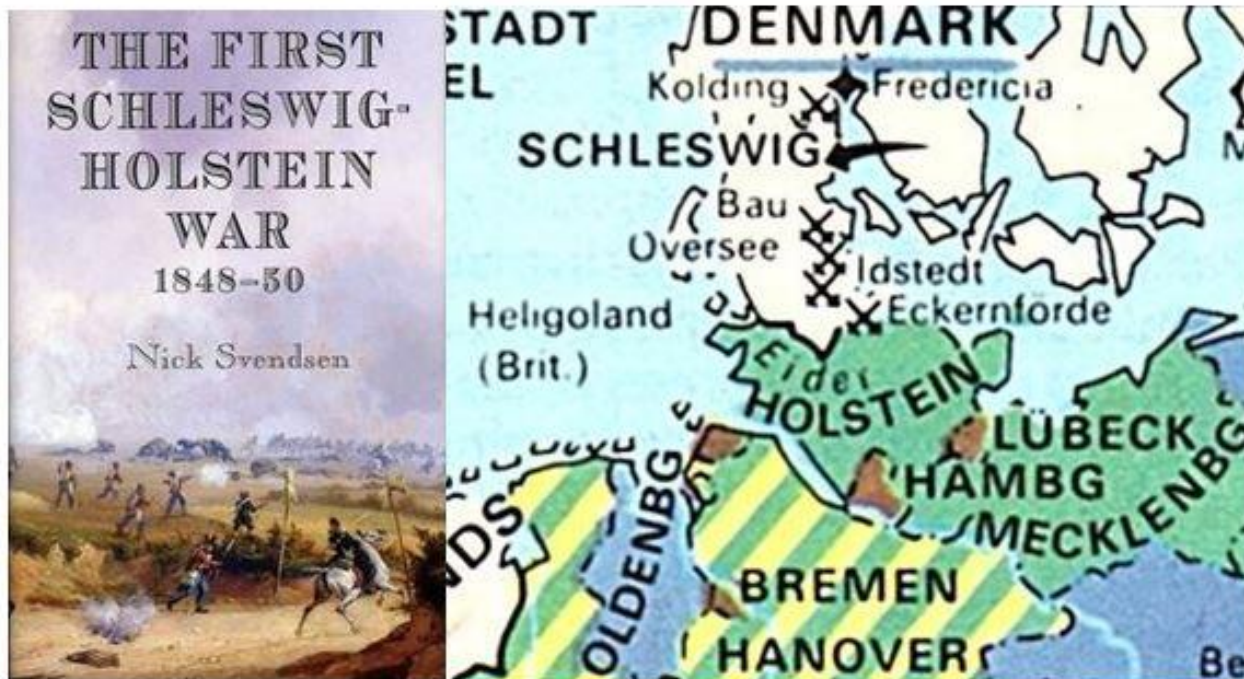 THE FIRST
SCHLESWIG-
HOLSTEIN
WAR
1848–50
Nick Svendsen
STADT
EL
DENMARK
Kolding
Fredericia
SCHLESWIG
M
Bau
Oversee
Idstedt
Eckernförde
Heligoland
(Brit.)
Eider
HOLSTEIN
LÜBECK
HAMBG
MECKLENBG
NDS
OLDENBG
BREMEN
HANOVER
Be